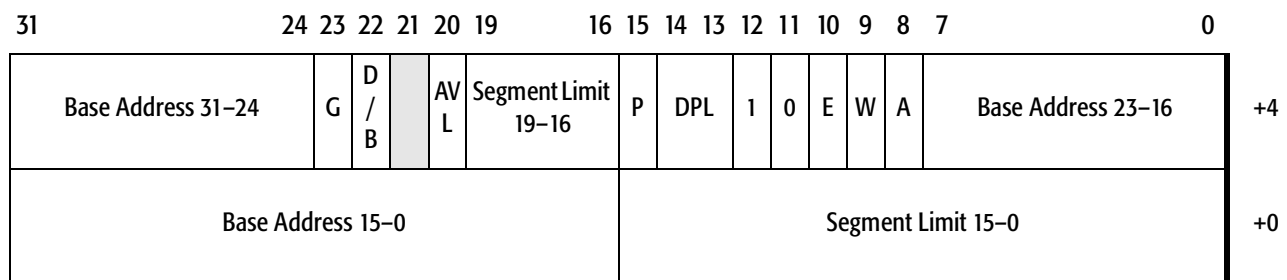 31 24 23 22 21 20 19 16 15 14 13 12 11 10 9 8 7 0
Base Address 31–24 G D/B AVL Segment Limit 19–16 P DPL 1 0 E W A Base Address 23–16 +4
Base Address 15–0 Segment Limit 15–0 +0